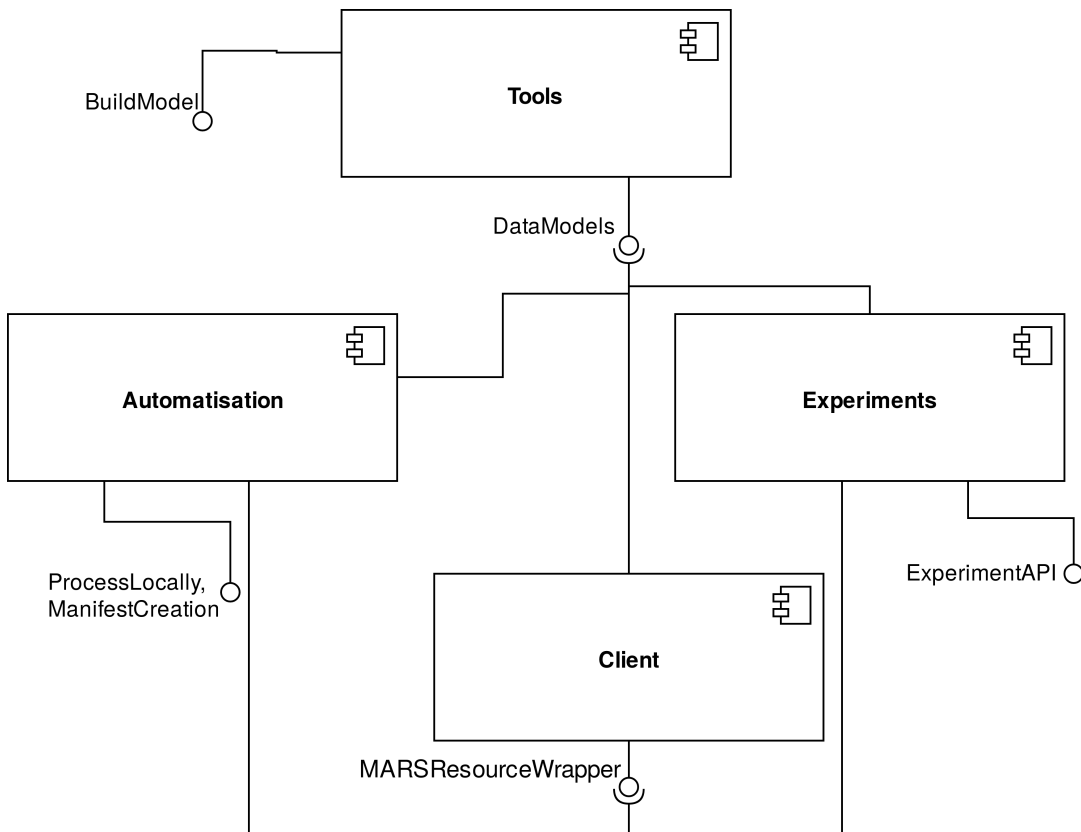 Tools
BuildModel
DataModels
Automatisation
Experiments
ProcessLocally,
ManifestCreation
ExperimentAPI
Client
MARSResourceWrapper